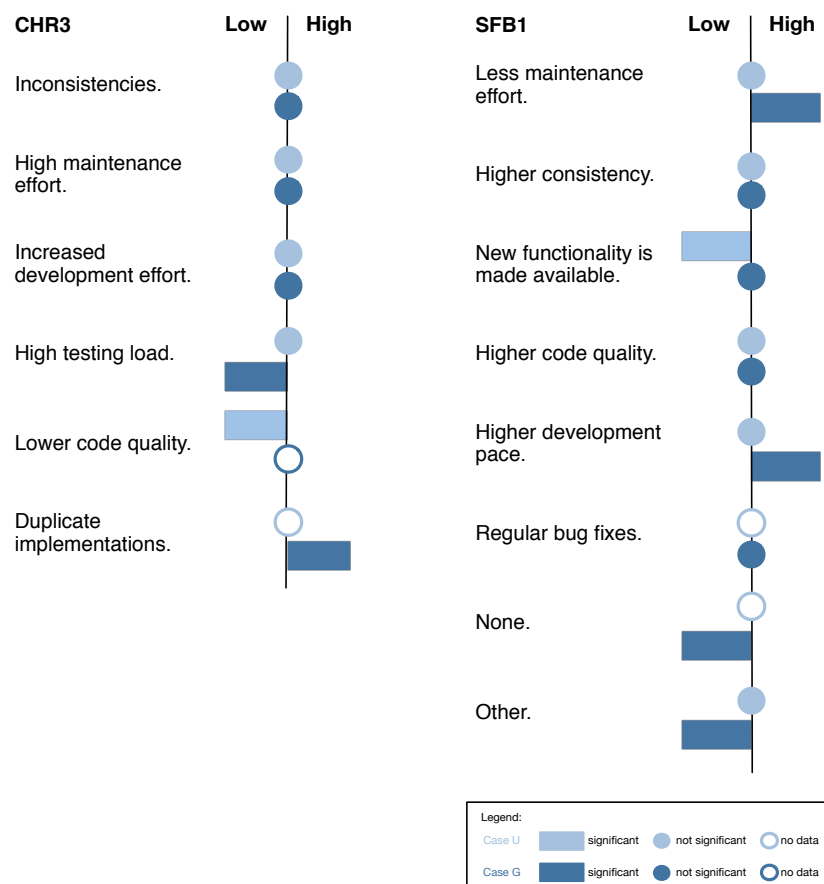 CHR3 Low High
Inconsistencies.
High maintenance
effort.
Increased
development effort.
High testing load.
Lower code quality.
Duplicate
implementations.
SFB1 Low High
Less maintenance
effort.
Higher consistency.
New functionality is
made available.
Higher code quality.
Higher development
pace.
Regular bug fixes.
None.
Other.
Legend:
Case U significant not significant no data
Case G significant not significant no data